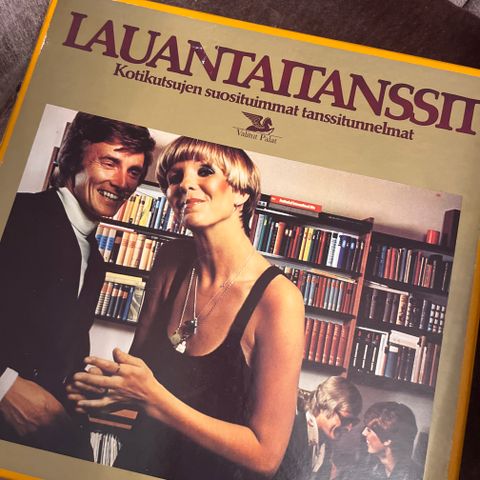 LAUANTAITANSSIT
Kotikutsujen suosituimmat tanssitunnelmat
Valitut Palat